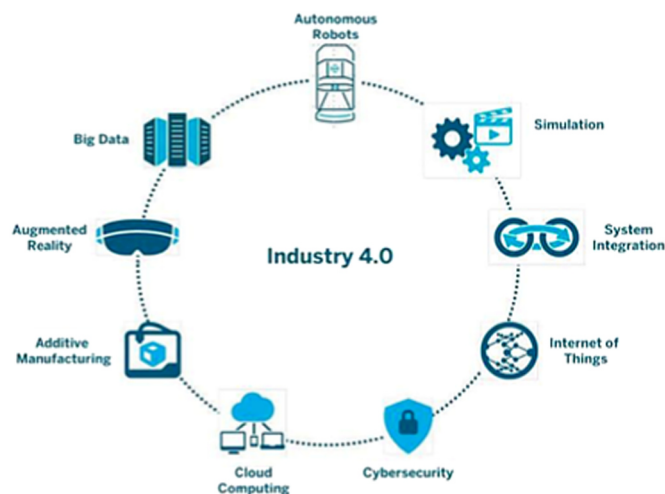 Autonomous
Robots
Simulation
System
Integration
Internet of
Things
Cybersecurity
Cloud
Computing
Additive
Manufacturing
Augmented
Reality
Big Data
Industry 4.0